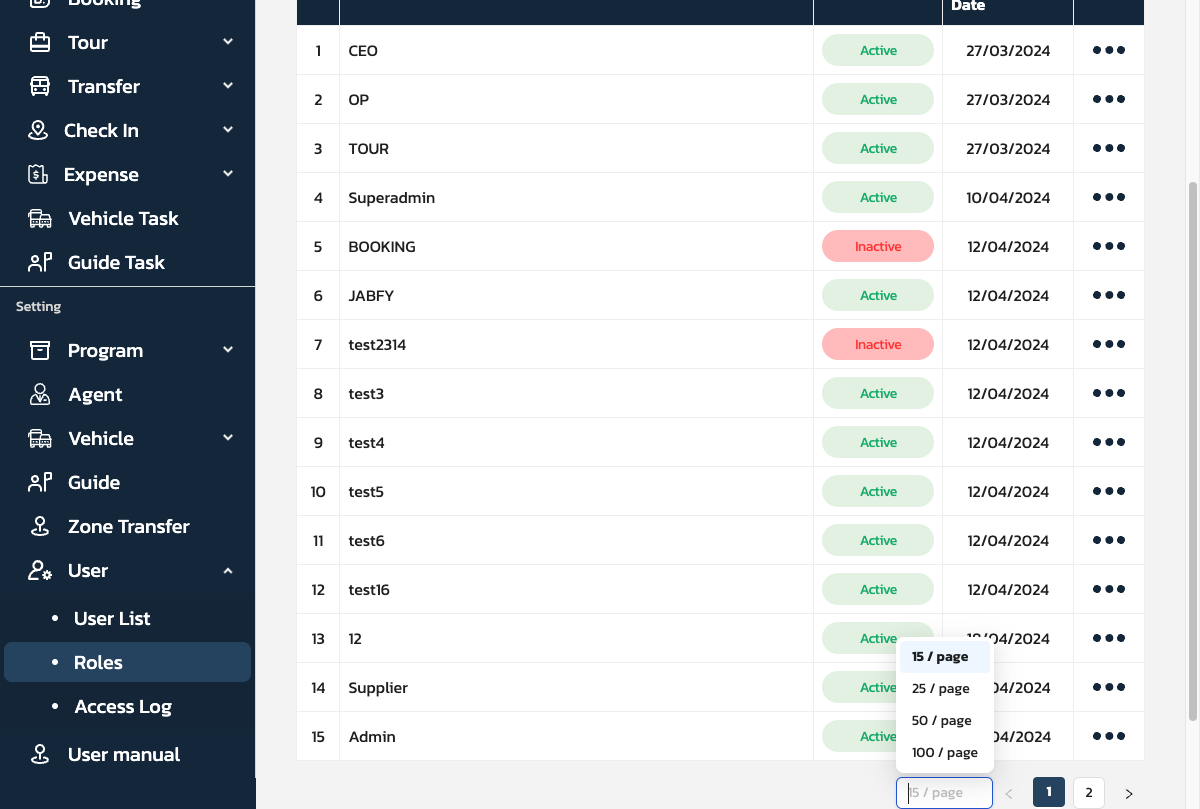 Booking
Tour
Transfer
Check In
Expense
Vehicle Task
Guide Task
Setting
Program
Agent
Vehicle
Guide
Zone Transfer
User
• User List
• Roles
• Access Log
User manual
Date
1 CEO Active 27/03/2024
2 OP Active 27/03/2024
3 TOUR Active 27/03/2024
4 Superadmin Active 10/04/2024
5 BOOKING Inactive 12/04/2024
6 JABFY Active 12/04/2024
7 test2314 Inactive 12/04/2024
8 test3 Active 12/04/2024
9 test4 Active 12/04/2024
10 test5 Active 12/04/2024
11 test6 Active 12/04/2024
12 test16 Active 12/04/2024
13 12 Active /04/2024
14 Supplier Active 04/2024
15 Admin Active 04/2024
15 / page
25 / page
50 / page
100 / page
15 / page < 1 2 >